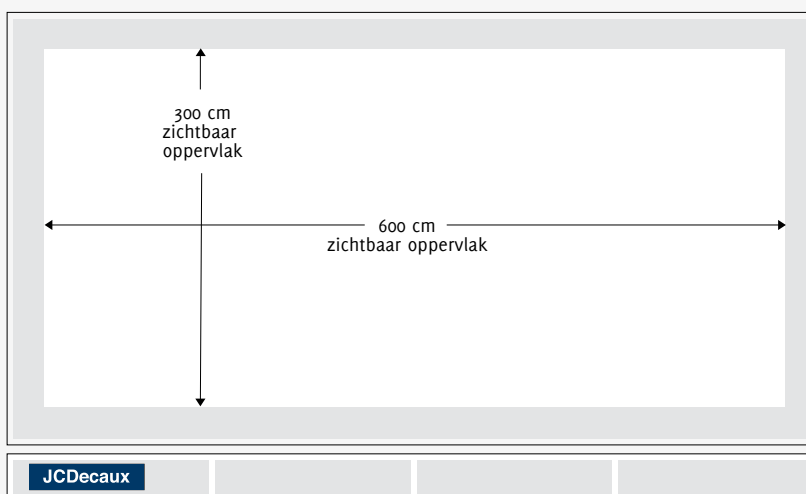 300 cm
zichtbaar
oppervlak
600 cm
zichtbaar oppervlak
JCDecaux